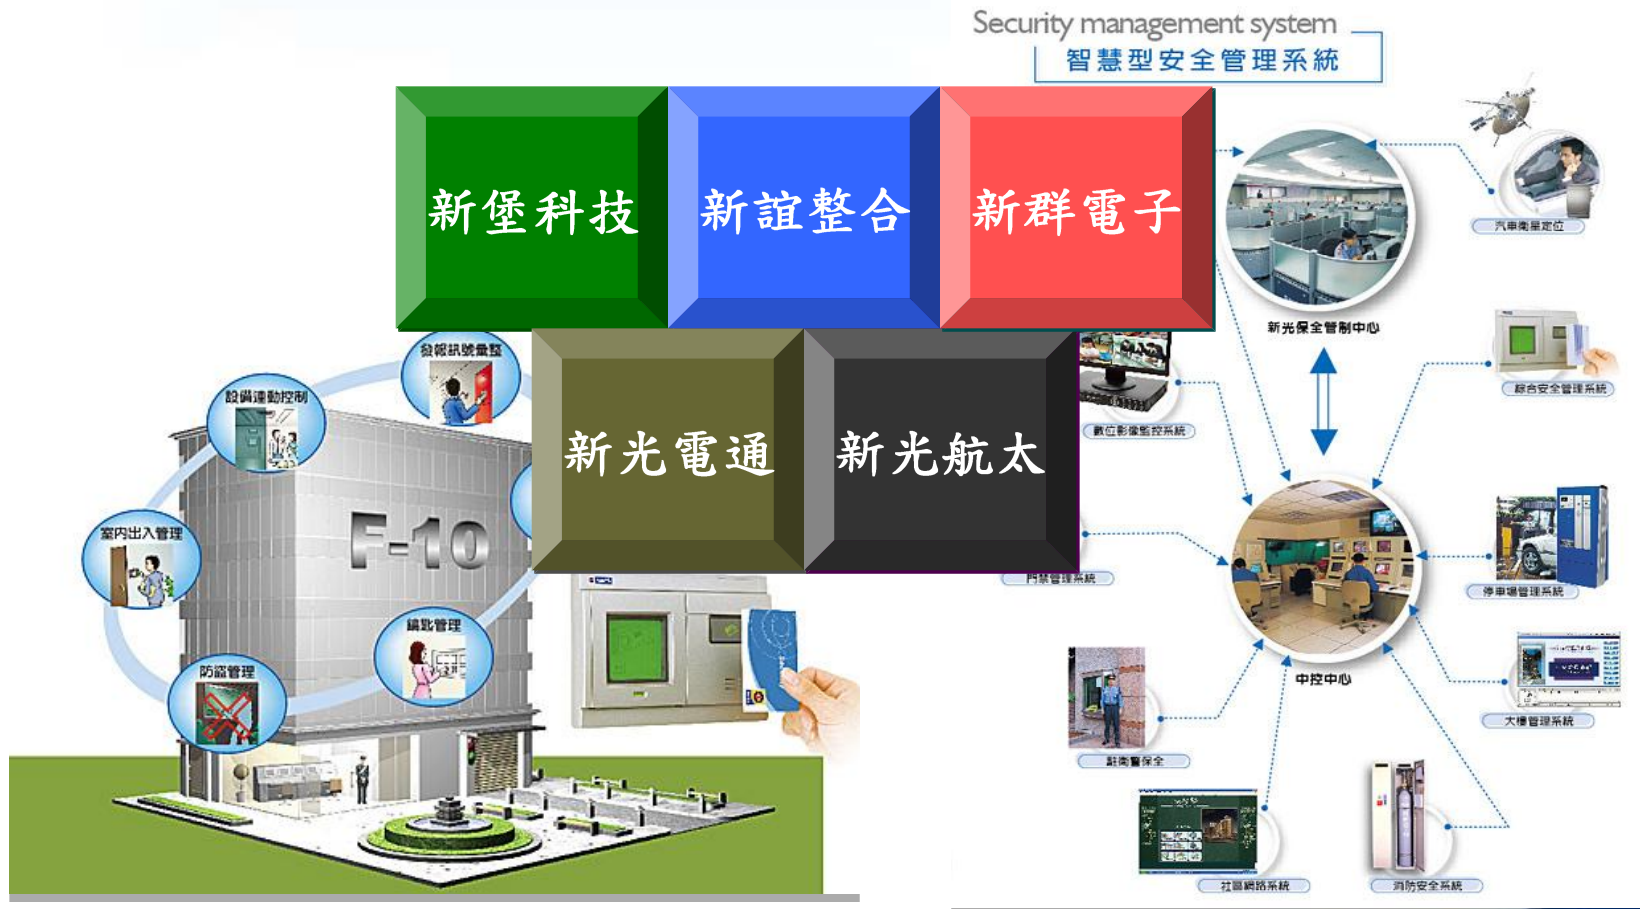 Security management system
智慧型安全管理系統
新堡科技
新誼整合
新群電子
新光電通
新光航太
發報訊號彙整
設備連動控制
室內出入管理
鑰匙管理
防盜管理
F-10
汽車衛星定位
新光保全管制中心
綜合安全管理系統
數位影像監控系統
門禁管理系統
停車場管理系統
中控中心
大樓管理系統
駐衛警保全
社區網路系統
消防安全系統